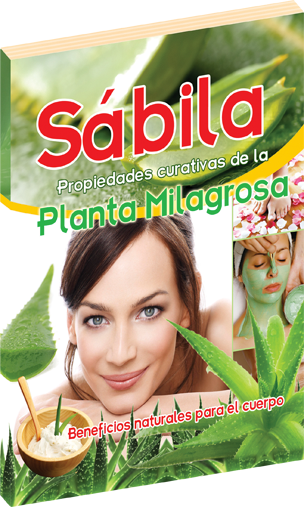 Sábila
Propiedades curativas de la
Planta Milagrosa
Beneficios naturales para el cuerpo